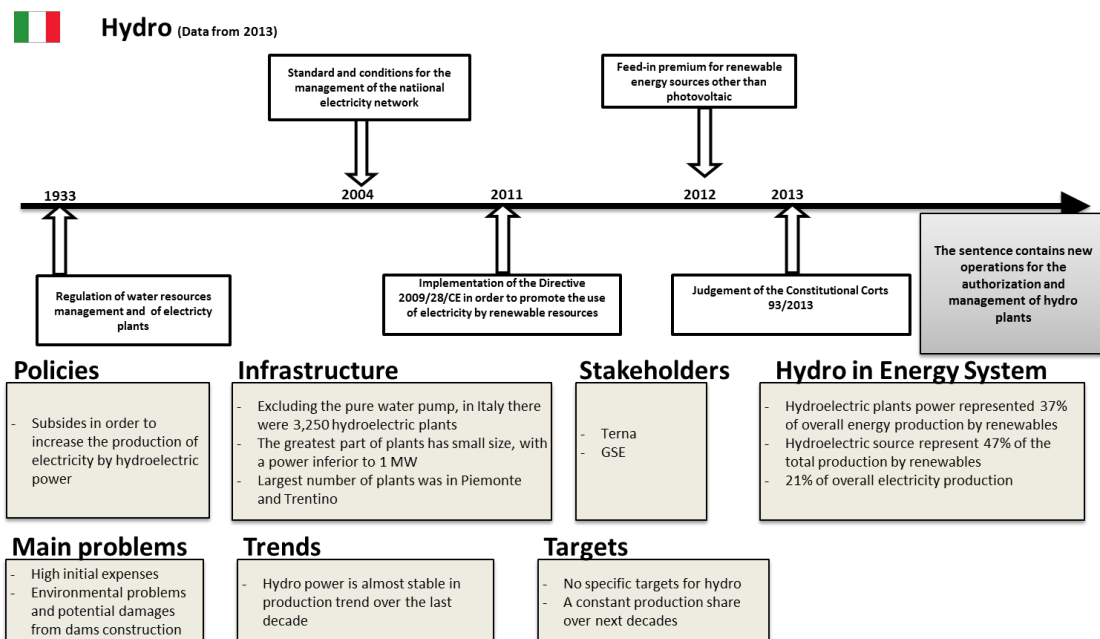 Hydro (Data from 2013)
Standard and conditions for the
management of the natiional
electricity network
Feed-in premium for renewable
energy sources other than
photovoltaic
1933
2004
2011
2012
2013
Regulation of water resources
management and  of electricty
plants
Implementation of the Directive
2009/28/CE in order to promote the use
of electricity by renewable resources
Judgement of the Constitutional Corts
93/2013
The sentence contains new
operations for the
authorization and
management of hydro
plants
Policies
- Subsides in order to
increase the production of
electricity by hydroelectric
power
Infrastructure
- Excluding the pure water pump, in Italy there
were 3,250 hydroelectric plants
- The greatest part of plants has small size, with
a power inferior to 1 MW
- Largest number of plants was in Piemonte
and Trentino
Stakeholders
- Terna
- GSE
Hydro in Energy System
- Hydroelectric plants power represented 37%
of overall energy production by renewables
- Hydroelectric source represent 47% of the
total production by renewables
- 21% of overall electricity production
Main problems
- High initial expenses
- Environmental problems
and potential damages
from dams construction
Trends
- Hydro power is almost stable in
production trend over the last
decade
Targets
- No specific targets for hydro
- A constant production share
over next decades